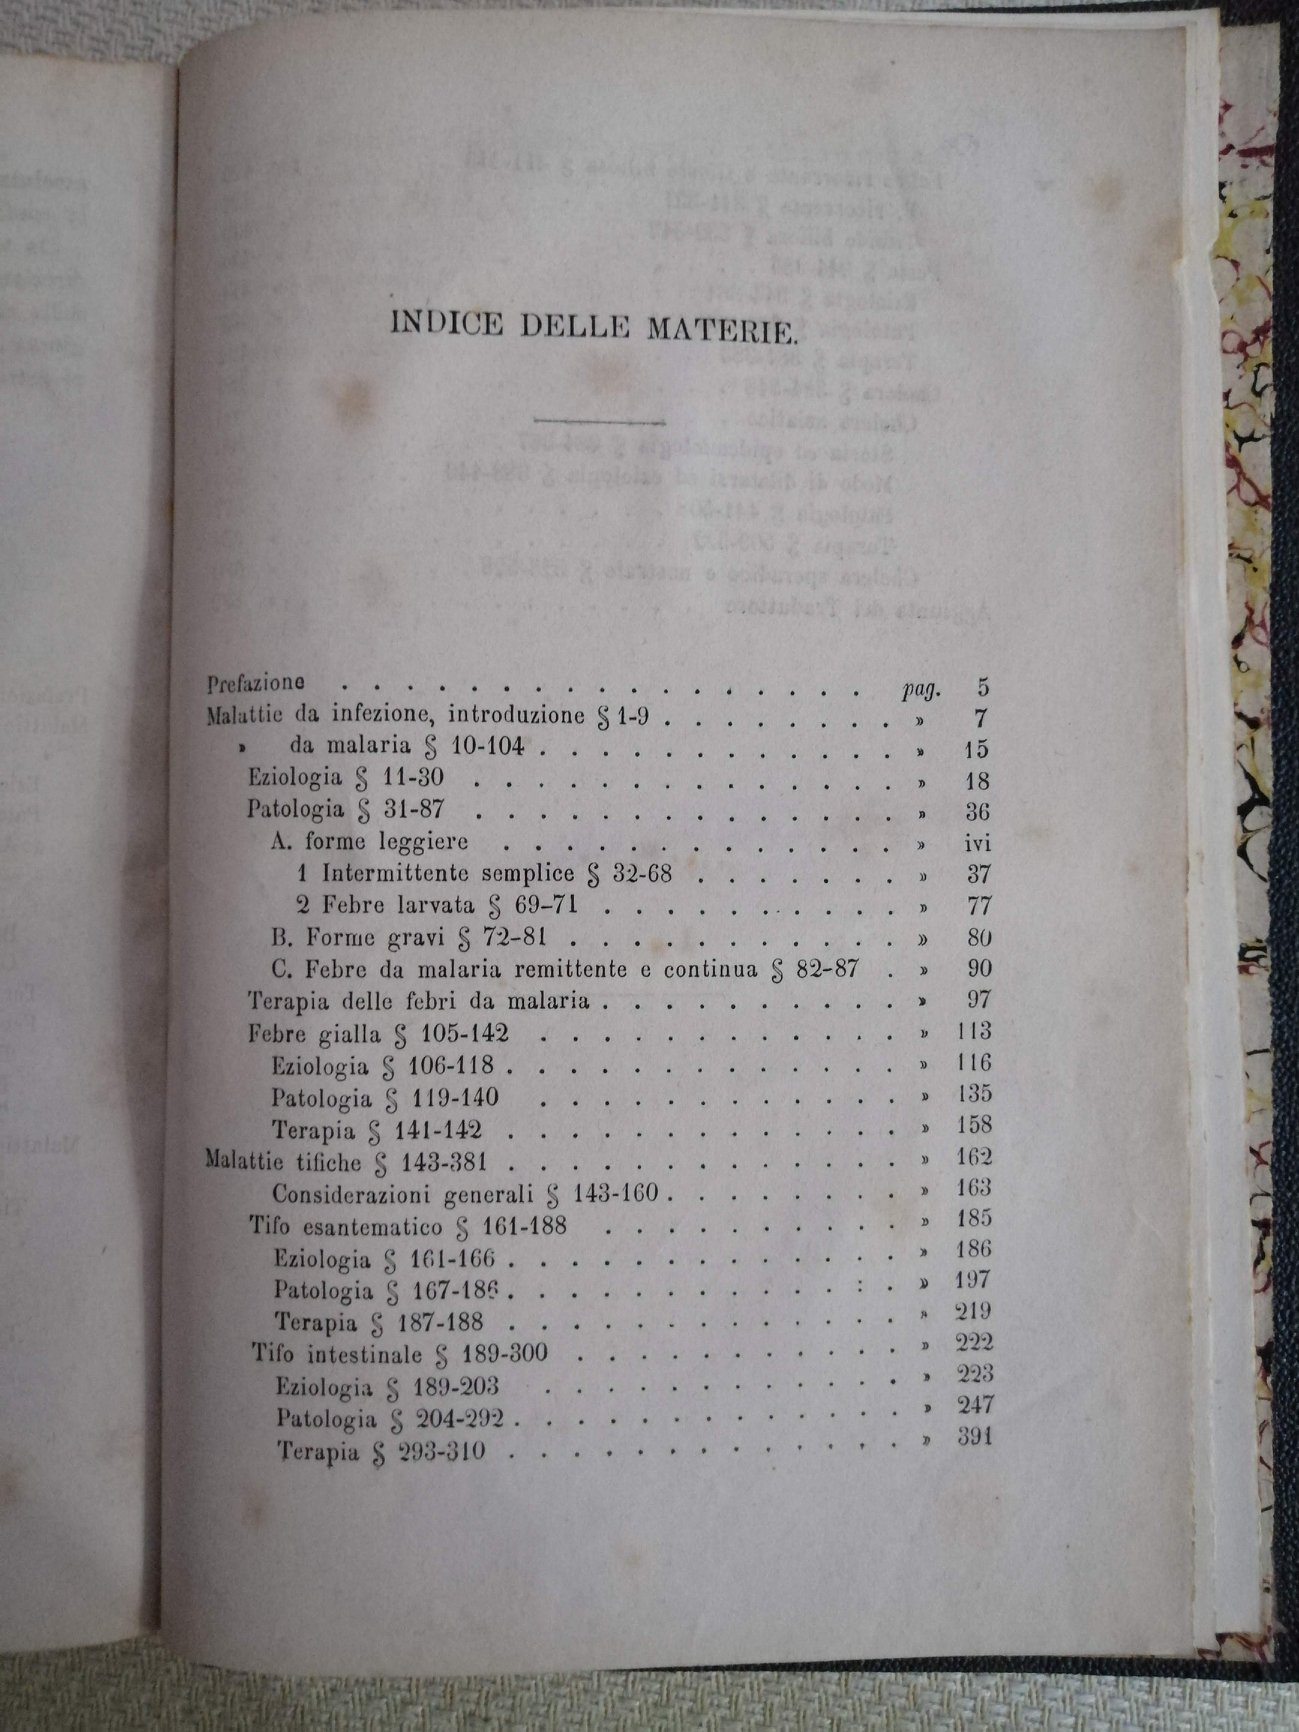 INDICE DELLE MATERIE.
Prefazione . . . . . . . . . . . . . . . . . pag. 5
Malattie da infezione, introduzione § 1-9 . . . . . . . . » 7
» da malaria § 10-104 . . . . . . . . . . . . » 15
Eziologia § 11-30 . . . . . . . . . . . . . . » 18
Patologia § 31-87 . . . . . . . . . . . . . . » 36
A. forme leggiere . . . . . . . . . . . . . » ivi
1 Intermittente semplice § 32-68 . . . . . . . » 37
2 Febre larvata § 69-71 . . . . . . . . . . » 77
B. Forme gravi § 72-81 . . . . . . . . . . . » 80
C. Febre da malaria remittente e continua § 82-87 . » 90
Terapia delle febri da malaria . . . . . . . . . . » 97
Febre gialla § 105-142 . . . . . . . . . . . . » 113
Eziologia § 106-118 . . . . . . . . . . . . . » 116
Patologia § 119-140 . . . . . . . . . . . . » 135
Terapia § 141-142 . . . . . . . . . . . . . » 158
Malattie tifiche § 143-381 . . . . . . . . . . . . . » 162
Considerazioni generali § 143-160 . . . . . . . . » 163
Tifo esantematico § 161-188 . . . . . . . . . . » 185
Eziologia § 161-166 . . . . . . . . . . . . . » 186
Patologia § 167-186 . . . . . . . . . . . : . » 197
Terapia § 187-188 . . . . . . . . . . . . . » 219
Tifo intestinale § 189-300 . . . . . . . . . . . » 222
Eziologia § 189-203 . . . . . . . . . . . . » 223
Patologia § 204-292 . . . . . . . . . . . . . » 247
Terapia § 293-310 . . . . . . . . . . . . . » 391